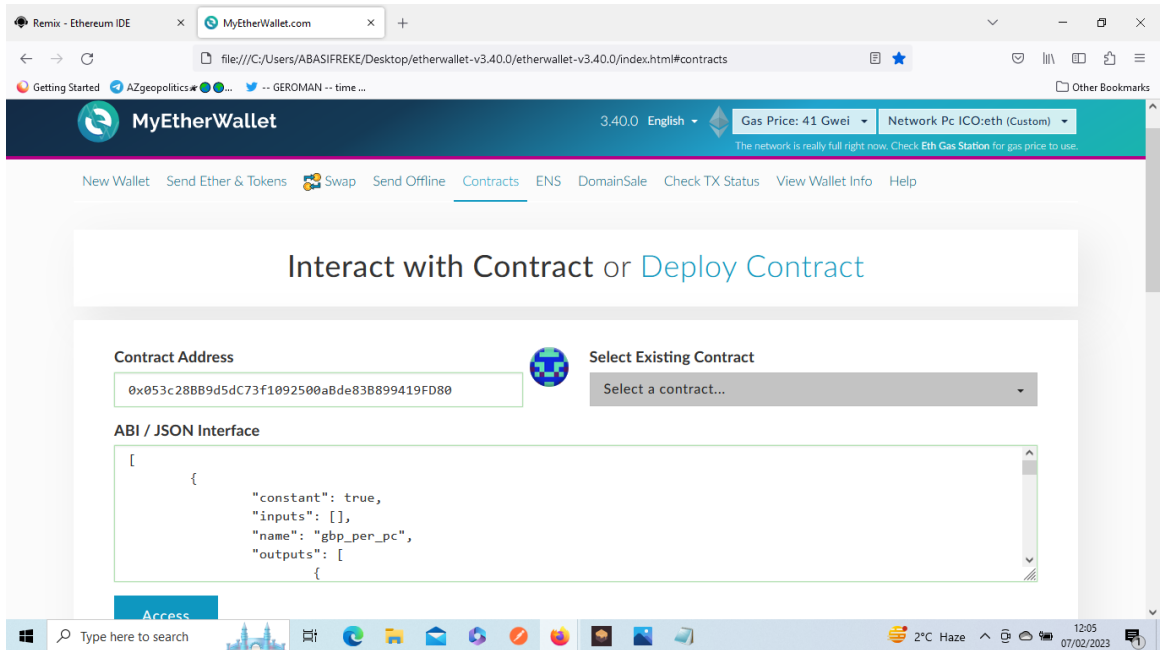 Remix - Ethereum IDE
MyEtherWallet.com
file:///C:/Users/ABASIFREKE/Desktop/etherwallet-v3.40.0/etherwallet-v3.40.0/index.html#contracts
Getting Started AZgeopolitics -- GEROMAN -- time ... Other Bookmarks
MyEtherWallet 3.40.0 English Gas Price: 41 Gwei Network Pc ICO:eth (Custom)
The network is really full right now. Check Eth Gas Station for gas price to use.
New Wallet Send Ether & Tokens Swap Send Offline Contracts ENS DomainSale Check TX Status View Wallet Info Help
Interact with Contract or Deploy Contract
Contract Address Select Existing Contract
0x053c28BB9d5dC73f1092500aBde83B899419FD80 Select a contract...
ABI / JSON Interface
[
{
"constant": true,
"inputs": [],
"name": "gbp_per_pc",
"outputs": [
{
Access
Type here to search 2°C Haze 12:05
07/02/2023
1